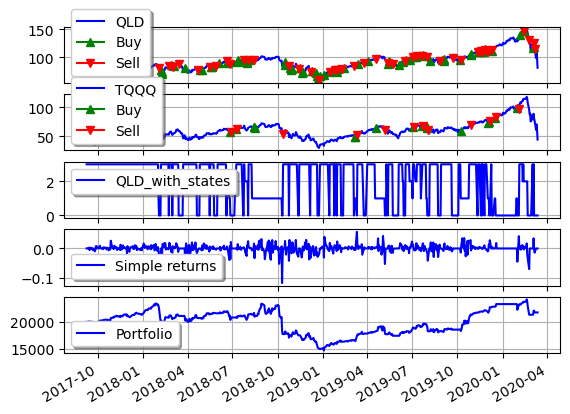 150
100
QLD
Buy
Sell
100
50
TQQQ
Buy
Sell
2
0
QLD_with_states
0.0
−0.1
Simple returns
20000
15000
Portfolio
2017-10
2018-01
2018-04
2018-07
2018-10
2019-01
2019-04
2019-07
2019-10
2020-01
2020-04